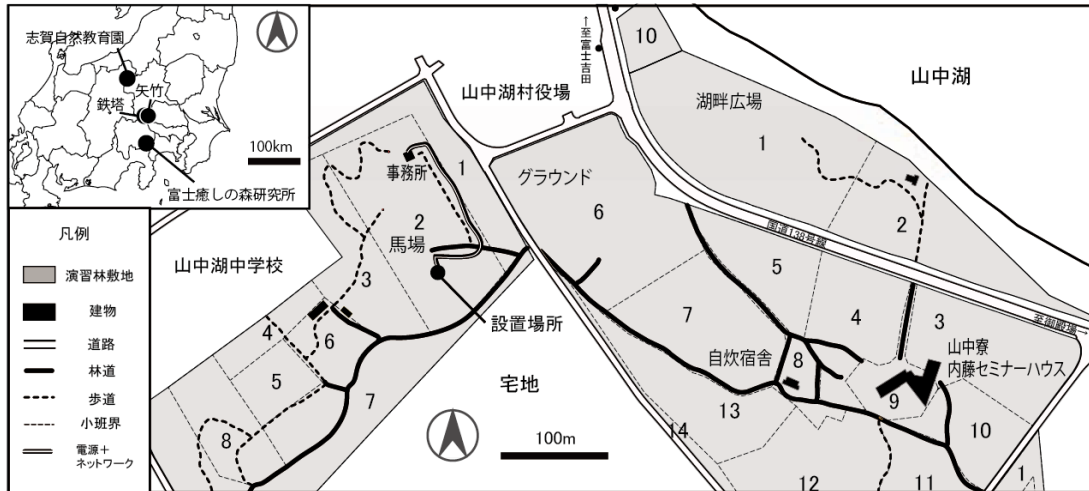 志賀自然教育園
矢竹
鉄塔
100km
富士癒しの森研究所
凡例
演習林敷地
建物
道路
林道
歩道
小班界
電源＋
ネットワーク
山中湖村役場
↑至富士吉田
10
湖畔広場
山中湖
1
2
国道138号線
至御殿場
事務所
1
2
馬場
3
山中湖中学校
4
6
5
7
8
設置場所
宅地
100m
グラウンド
6
5
7
4
3
自炊宿舎
8
山中寮
内藤セミナーハウス
9
10
13
14
12
11
1